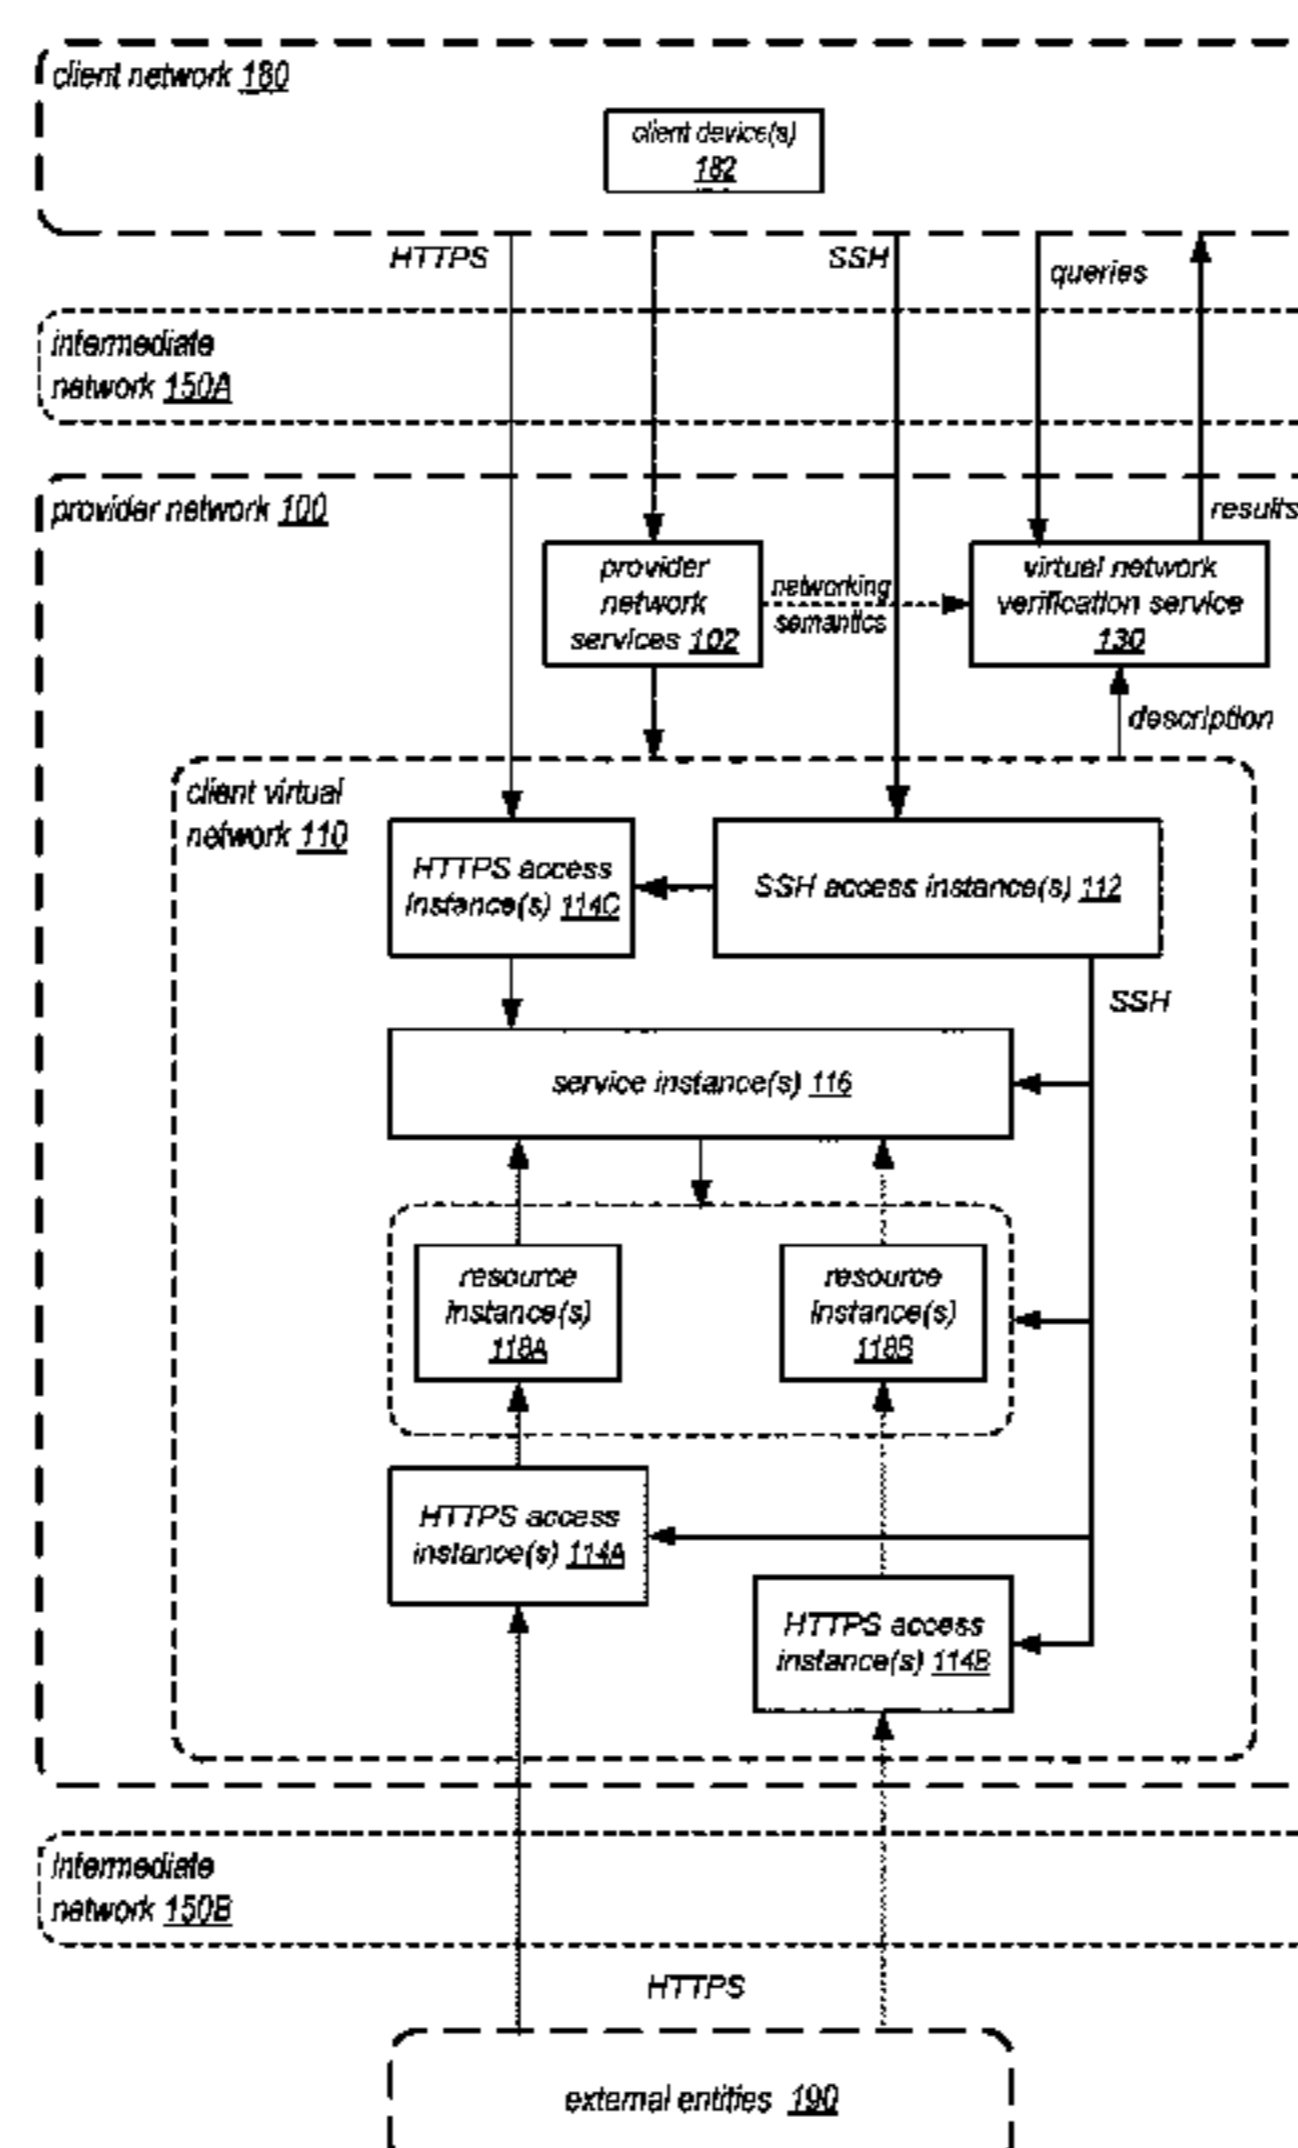 client network 180
client device(s)
182
HTTPS
SSH
queries
intermediate
network 150A
provider network 100
results
provider
network
services 102
networking
semantics
virtual network
verification service
130
description
client virtual
network 110
HTTPS access
instance(s) 114C
SSH access instance(s) 112
SSH
service instance(s) 116
resource
instance(s)
118A
resource
instance(s)
118B
HTTPS access
instance(s) 114A
HTTPS access
instance(s) 114B
intermediate
network 150B
HTTPS
external entities 190